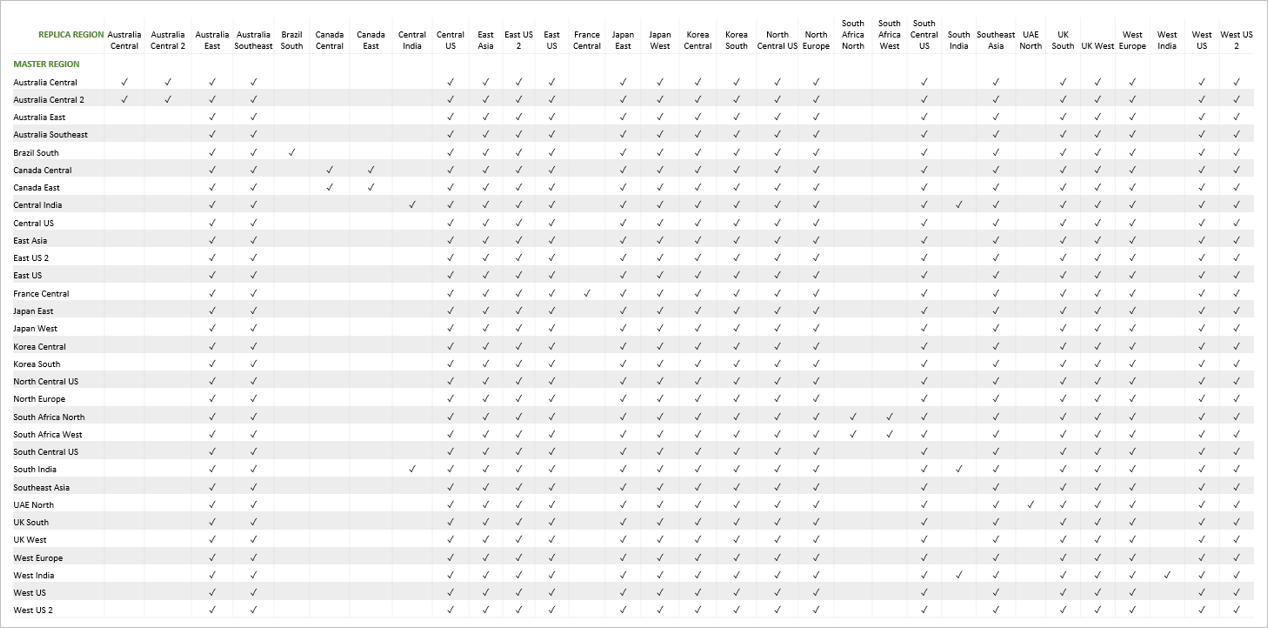 South South South
REPLICA REGION Australia Australia Australia Australia Brazil Canada Canada Central Central East East US East France Japan Japan Korea Korea North North Africa Africa Central South Southeast UAE UK West West West West US
Central Central 2 East Southeast South Central East India US Asia 2 US Central East West Central South Central US Europe North West US India Asia North South UK West Europe India US 2
MASTER REGION
Australia Central ✓ ✓ ✓ ✓ ✓ ✓ ✓ ✓ ✓ ✓ ✓ ✓ ✓ ✓ ✓ ✓ ✓ ✓ ✓ ✓ ✓
Australia Central 2 ✓ ✓ ✓ ✓ ✓ ✓ ✓ ✓ ✓ ✓ ✓ ✓ ✓ ✓ ✓ ✓ ✓ ✓ ✓ ✓ ✓
Australia East ✓ ✓ ✓ ✓ ✓ ✓ ✓ ✓ ✓ ✓ ✓ ✓ ✓ ✓ ✓ ✓ ✓ ✓ ✓
Australia Southeast ✓ ✓ ✓ ✓ ✓ ✓ ✓ ✓ ✓ ✓ ✓ ✓ ✓ ✓ ✓ ✓ ✓ ✓ ✓
Brazil South ✓ ✓ ✓ ✓ ✓ ✓ ✓ ✓ ✓ ✓ ✓ ✓ ✓ ✓ ✓ ✓ ✓ ✓ ✓ ✓
Canada Central ✓ ✓ ✓ ✓ ✓ ✓ ✓ ✓ ✓ ✓ ✓ ✓ ✓ ✓ ✓ ✓ ✓ ✓ ✓ ✓ ✓
Canada East ✓ ✓ ✓ ✓ ✓ ✓ ✓ ✓ ✓ ✓ ✓ ✓ ✓ ✓ ✓ ✓ ✓ ✓ ✓ ✓ ✓
Central India ✓ ✓ ✓ ✓ ✓ ✓ ✓ ✓ ✓ ✓ ✓ ✓ ✓ ✓ ✓ ✓ ✓ ✓ ✓ ✓ ✓
Central US ✓ ✓ ✓ ✓ ✓ ✓ ✓ ✓ ✓ ✓ ✓ ✓ ✓ ✓ ✓ ✓ ✓ ✓ ✓
East Asia ✓ ✓ ✓ ✓ ✓ ✓ ✓ ✓ ✓ ✓ ✓ ✓ ✓ ✓ ✓ ✓ ✓ ✓ ✓
East US 2 ✓ ✓ ✓ ✓ ✓ ✓ ✓ ✓ ✓ ✓ ✓ ✓ ✓ ✓ ✓ ✓ ✓ ✓ ✓
East US ✓ ✓ ✓ ✓ ✓ ✓ ✓ ✓ ✓ ✓ ✓ ✓ ✓ ✓ ✓ ✓ ✓ ✓ ✓
France Central ✓ ✓ ✓ ✓ ✓ ✓ ✓ ✓ ✓ ✓ ✓ ✓ ✓ ✓ ✓ ✓ ✓ ✓ ✓ ✓
Japan East ✓ ✓ ✓ ✓ ✓ ✓ ✓ ✓ ✓ ✓ ✓ ✓ ✓ ✓ ✓ ✓ ✓ ✓ ✓
Japan West ✓ ✓ ✓ ✓ ✓ ✓ ✓ ✓ ✓ ✓ ✓ ✓ ✓ ✓ ✓ ✓ ✓ ✓ ✓
Korea Central ✓ ✓ ✓ ✓ ✓ ✓ ✓ ✓ ✓ ✓ ✓ ✓ ✓ ✓ ✓ ✓ ✓ ✓ ✓
Korea South ✓ ✓ ✓ ✓ ✓ ✓ ✓ ✓ ✓ ✓ ✓ ✓ ✓ ✓ ✓ ✓ ✓ ✓ ✓
North Central US ✓ ✓ ✓ ✓ ✓ ✓ ✓ ✓ ✓ ✓ ✓ ✓ ✓ ✓ ✓ ✓ ✓ ✓ ✓
North Europe ✓ ✓ ✓ ✓ ✓ ✓ ✓ ✓ ✓ ✓ ✓ ✓ ✓ ✓ ✓ ✓ ✓ ✓ ✓
South Africa North ✓ ✓ ✓ ✓ ✓ ✓ ✓ ✓ ✓ ✓ ✓ ✓ ✓ ✓ ✓ ✓ ✓ ✓ ✓ ✓ ✓
South Africa West ✓ ✓ ✓ ✓ ✓ ✓ ✓ ✓ ✓ ✓ ✓ ✓ ✓ ✓ ✓ ✓ ✓ ✓ ✓ ✓ ✓
South Central US ✓ ✓ ✓ ✓ ✓ ✓ ✓ ✓ ✓ ✓ ✓ ✓ ✓ ✓ ✓ ✓ ✓ ✓ ✓
South India ✓ ✓ ✓ ✓ ✓ ✓ ✓ ✓ ✓ ✓ ✓ ✓ ✓ ✓ ✓ ✓ ✓ ✓ ✓ ✓ ✓
Southeast Asia ✓ ✓ ✓ ✓ ✓ ✓ ✓ ✓ ✓ ✓ ✓ ✓ ✓ ✓ ✓ ✓ ✓ ✓ ✓
UAE North ✓ ✓ ✓ ✓ ✓ ✓ ✓ ✓ ✓ ✓ ✓ ✓ ✓ ✓ ✓ ✓ ✓ ✓ ✓ ✓
UK South ✓ ✓ ✓ ✓ ✓ ✓ ✓ ✓ ✓ ✓ ✓ ✓ ✓ ✓ ✓ ✓ ✓ ✓ ✓
UK West ✓ ✓ ✓ ✓ ✓ ✓ ✓ ✓ ✓ ✓ ✓ ✓ ✓ ✓ ✓ ✓ ✓ ✓ ✓
West Europe ✓ ✓ ✓ ✓ ✓ ✓ ✓ ✓ ✓ ✓ ✓ ✓ ✓ ✓ ✓ ✓ ✓ ✓ ✓
West India ✓ ✓ ✓ ✓ ✓ ✓ ✓ ✓ ✓ ✓ ✓ ✓ ✓ ✓ ✓ ✓ ✓ ✓ ✓ ✓ ✓
West US ✓ ✓ ✓ ✓ ✓ ✓ ✓ ✓ ✓ ✓ ✓ ✓ ✓ ✓ ✓ ✓ ✓ ✓ ✓
West US 2 ✓ ✓ ✓ ✓ ✓ ✓ ✓ ✓ ✓ ✓ ✓ ✓ ✓ ✓ ✓ ✓ ✓ ✓ ✓